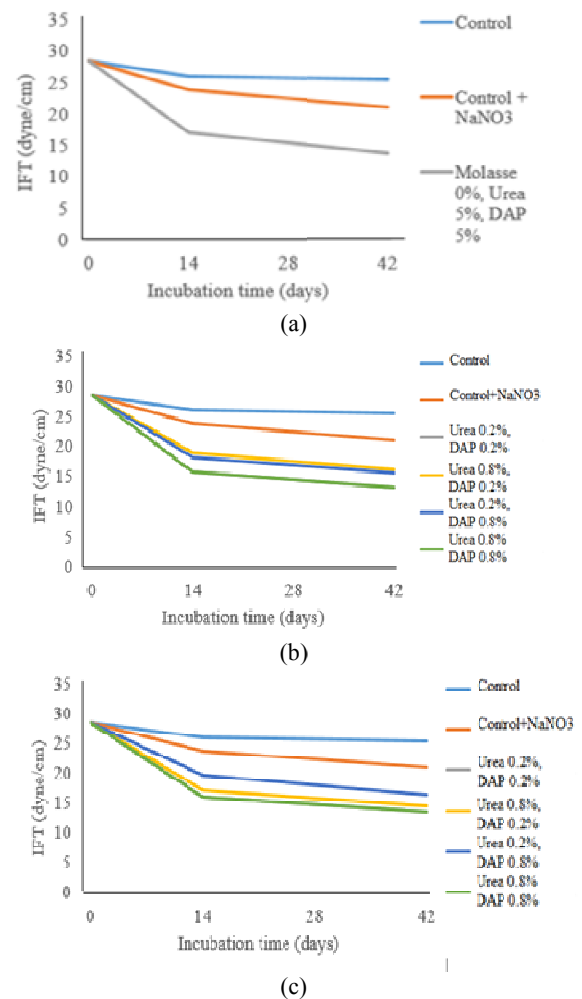 35
30
25
20
15
10
5
0
IFT (dyne/cm)
0 14 28 42
Incubation time (days)
Control
Control +
NaNO3
Molasse
0%, Urea
5%, DAP
5%
(a)
35
30
25
20
15
10
5
0
IFT (dyne/cm)
0 14 28 42
Incubation time (days)
Control
Control+NaNO3
Urea 0.2%,
DAP 0.2%
Urea 0.8%,
DAP 0.2%
Urea 0.2%,
DAP 0.8%
Urea 0.8%
DAP 0.8%
(b)
35
30
25
20
15
10
5
0
IFT (dyne/cm)
0 14 28 42
Incubation time (days)
Control
Control+NaNO3
Urea 0.2%,
DAP 0.2%
Urea 0.8%,
DAP 0.2%
Urea 0.2%,
DAP 0.8%
Urea 0.8%
DAP 0.8%
(c)